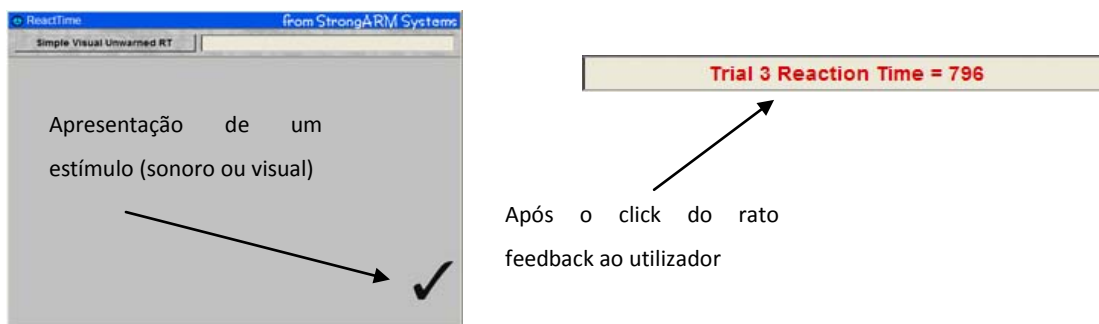 ReactTime from StrongARM Systems
Simple Visual Unwarned RT
Apresentação de um
estímulo (sonoro ou visual)
Trial 3 Reaction Time = 796
Após o click do rato
feedback ao utilizador